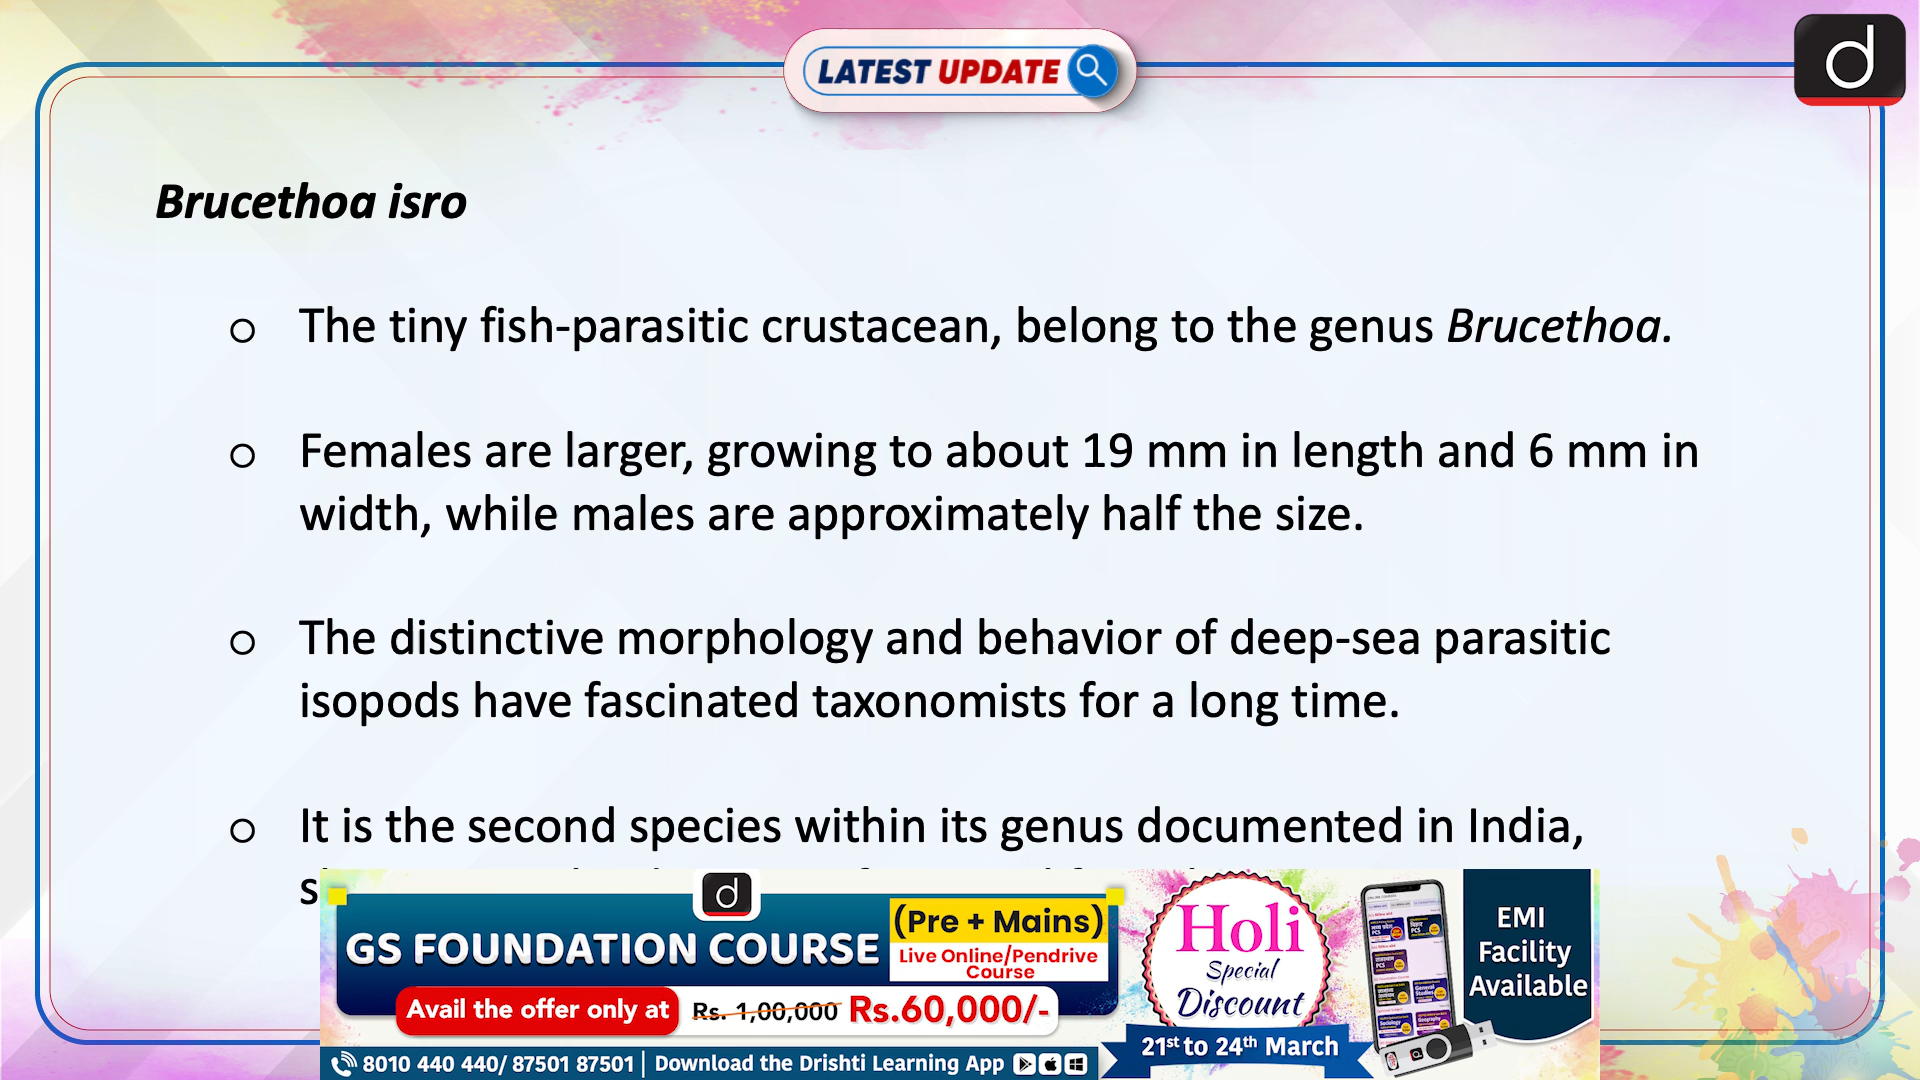 LATEST UPDATE
d
Brucethoa isro
o The tiny fish-parasitic crustacean, belong to the genus Brucethoa.
o Females are larger, growing to about 19 mm in length and 6 mm in
width, while males are approximately half the size.
o The distinctive morphology and behavior of deep-sea parasitic
isopods have fascinated taxonomists for a long time.
o It is the second species within its genus documented in India,
d
GS FOUNDATION COURSE
(Pre + Mains)
Live Online/Pendrive
Course
Avail the offer only at Rs. 1,00,000 Rs.60,000/-
8010 440 440/ 87501 87501 | Download the Drishti Learning App
Holi
Special
Discount
21st to 24th March
EMI
Facility
Available